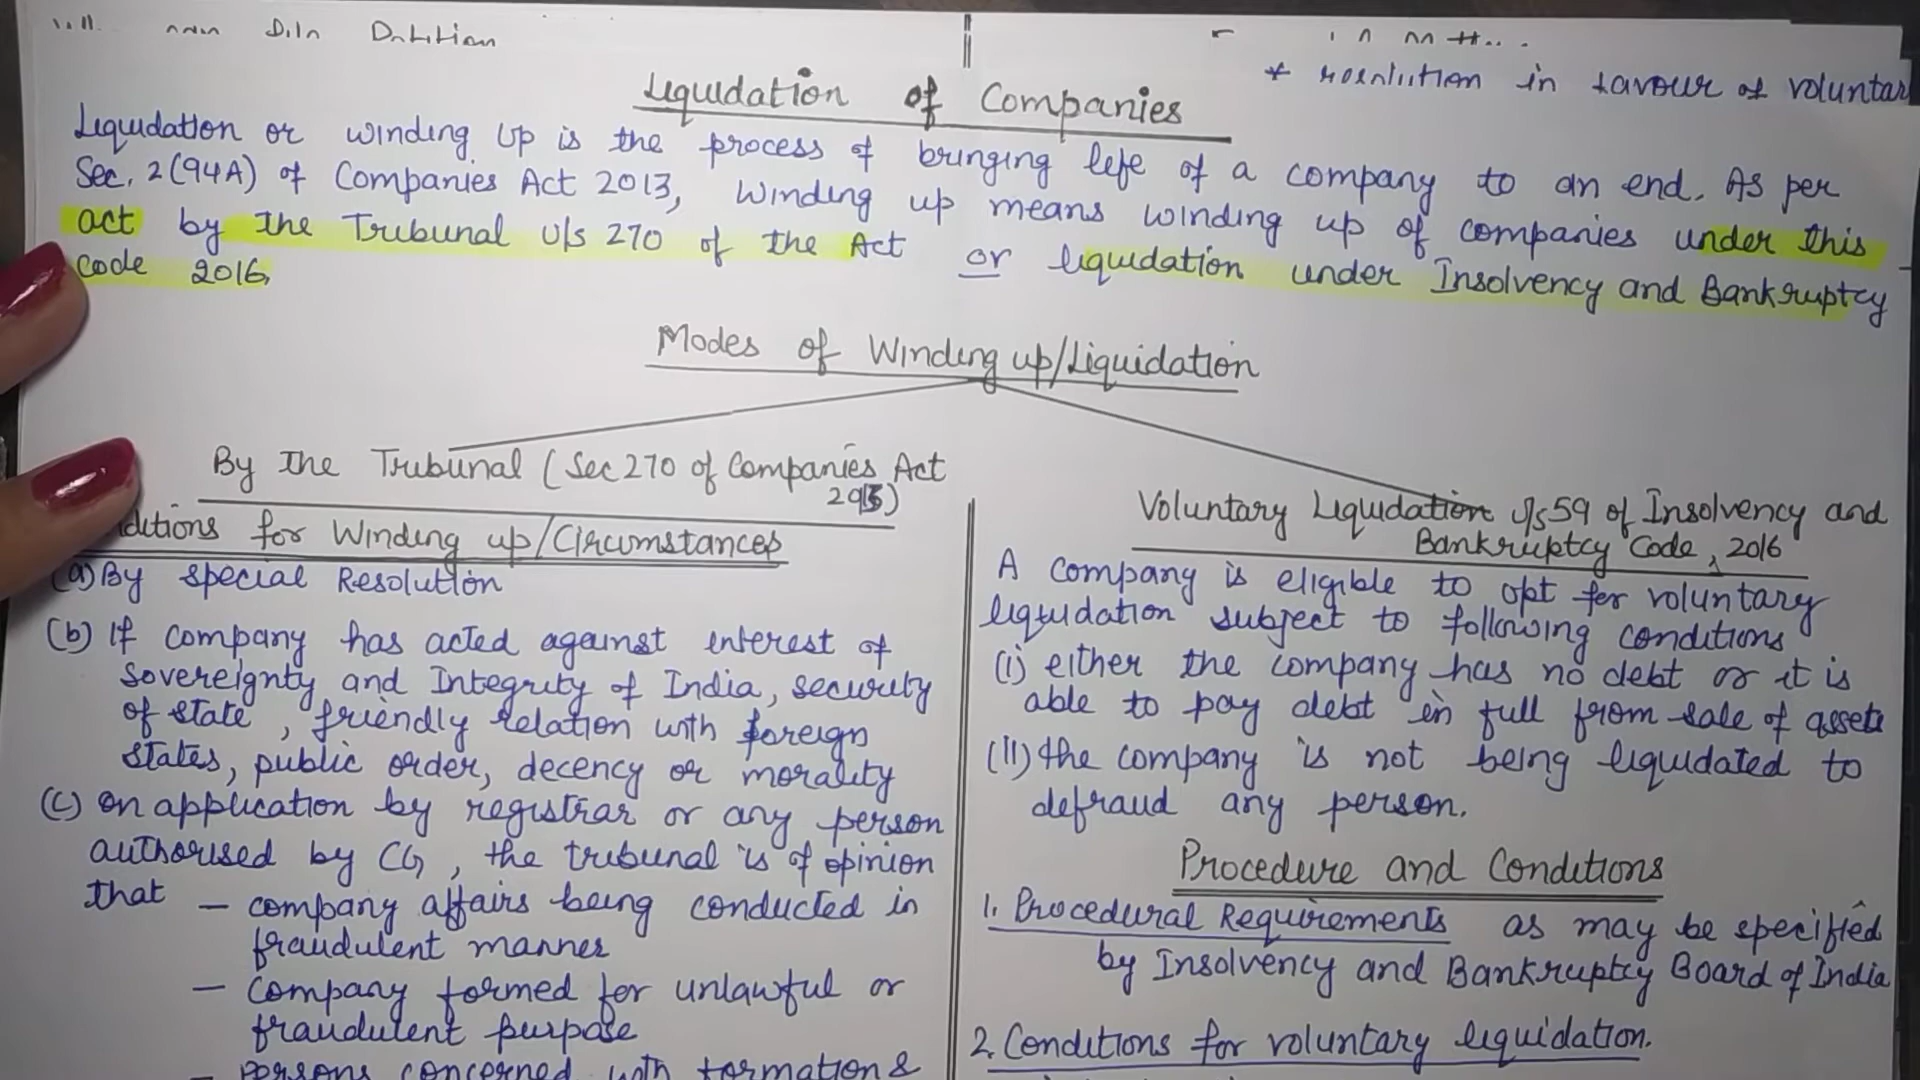 * resolution in favour of voluntar
Liquidation of Companies
Liquidation or winding up is the process of bringing life of a company to an end. As per
Sec. 2(94A) of Companies Act 2013, winding up means winding up of companies under this
act by the Tribunal u/s 270 of the Act or liquidation under Insolvency and Bankruptcy
Code 2016,
Modes of Winding up/Liquidation
By the Tribunal (Sec 270 of Companies Act
2013)
ditions for Winding up/Circumstances
(a) By special Resolution
(b) If company has acted against interest of
sovereignty and Integrity of India, security
of state, friendly relation with foreign
states, public order, decency or morality
(c) on application by registrar or any person
authorised by CG, the tribunal is of opinion
that – company affairs being conducted in
fraudulent manner
– company formed for unlawful or
fraudulent purpose
– persons concerned with formation &
Voluntary Liquidation u/s 59 of Insolvency and
Bankruptcy Code, 2016
A company is eligible to opt for voluntary
liquidation subject to following conditions
(i) either the company has no debt or it is
able to pay debt in full from sale of assets
(II) the company is not being liquidated to
defraud any person.
Procedure and Conditions
1. Procedural Requirements as may be specified
by Insolvency and Bankruptcy Board of India
2. Conditions for voluntary liquidation.